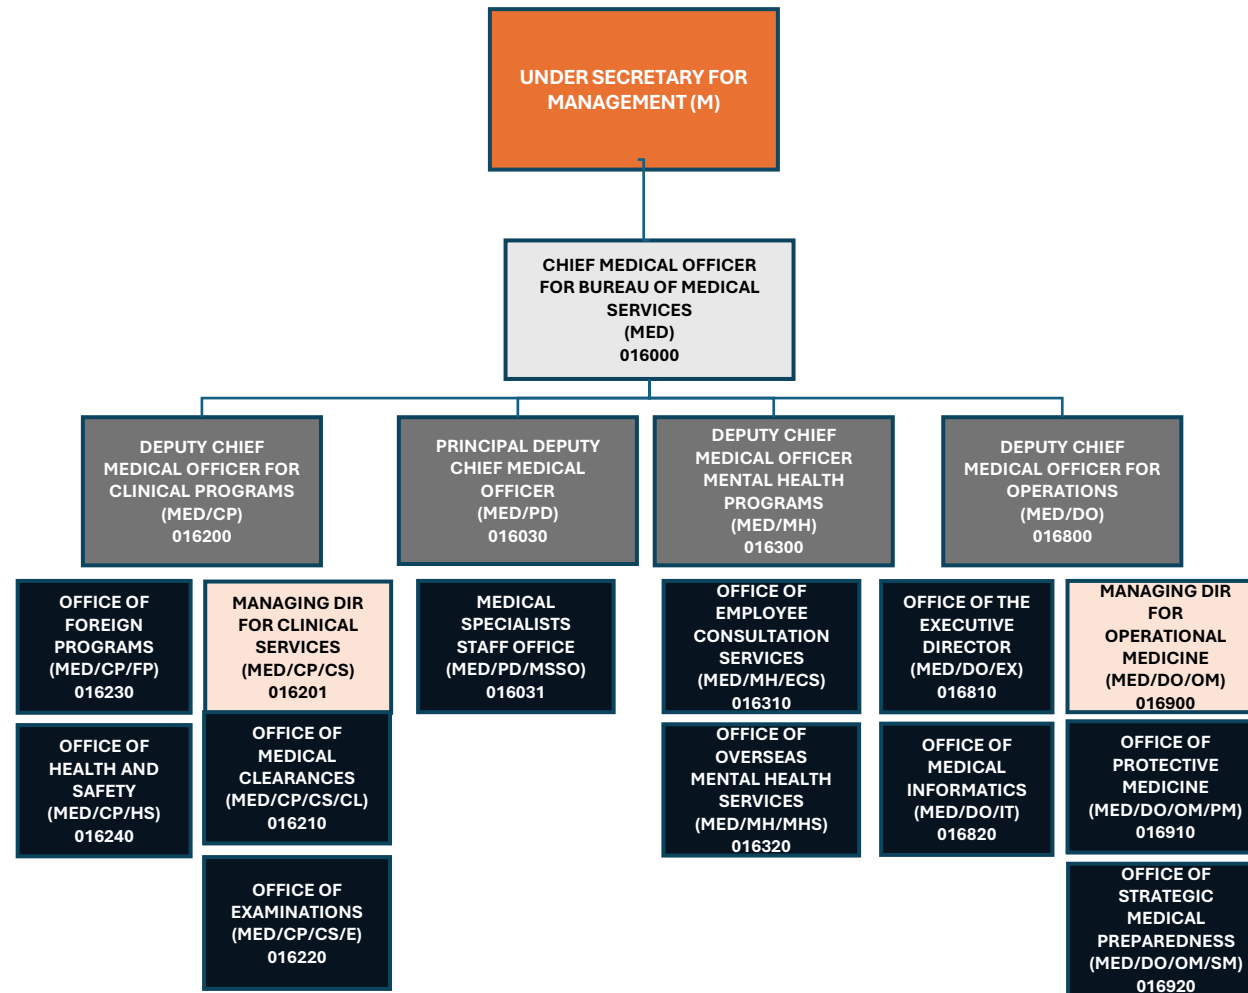 UNDER SECRETARY FOR
MANAGEMENT (M)
CHIEF MEDICAL OFFICER
FOR BUREAU OF MEDICAL
SERVICES
(MED)
016000
DEPUTY CHIEF
MEDICAL OFFICER FOR
CLINICAL PROGRAMS
(MED/CP)
016200
PRINCIPAL DEPUTY
CHIEF MEDICAL
OFFICER
(MED/PD)
016030
DEPUTY CHIEF
MEDICAL OFFICER
MENTAL HEALTH
PROGRAMS
(MED/MH)
016300
DEPUTY CHIEF
MEDICAL OFFICER FOR
OPERATIONS
(MED/DO)
016800
OFFICE OF
FOREIGN
PROGRAMS
(MED/CP/FP)
016230
MANAGING DIR
FOR CLINICAL
SERVICES
(MED/CP/CS)
016201
MEDICAL
SPECIALISTS
STAFF OFFICE
(MED/PD/MSSO)
016031
OFFICE OF
EMPLOYEE
CONSULTATION
SERVICES
(MED/MH/ECS)
016310
OFFICE OF THE
EXECUTIVE
DIRECTOR
(MED/DO/EX)
016810
MANAGING DIR
FOR
OPERATIONAL
MEDICINE
(MED/DO/OM)
016900
OFFICE OF
HEALTH AND
SAFETY
(MED/CP/HS)
016240
OFFICE OF
MEDICAL
CLEARANCES
(MED/CP/CS/CL)
016210
OFFICE OF
OVERSEAS
MENTAL HEALTH
SERVICES
(MED/MH/MHS)
016320
OFFICE OF
MEDICAL
INFORMATICS
(MED/DO/IT)
016820
OFFICE OF
PROTECTIVE
MEDICINE
(MED/DO/OM/PM)
016910
OFFICE OF
EXAMINATIONS
(MED/CP/CS/E)
016220
OFFICE OF
STRATEGIC
MEDICAL
PREPAREDNESS
(MED/DO/OM/SM)
016920